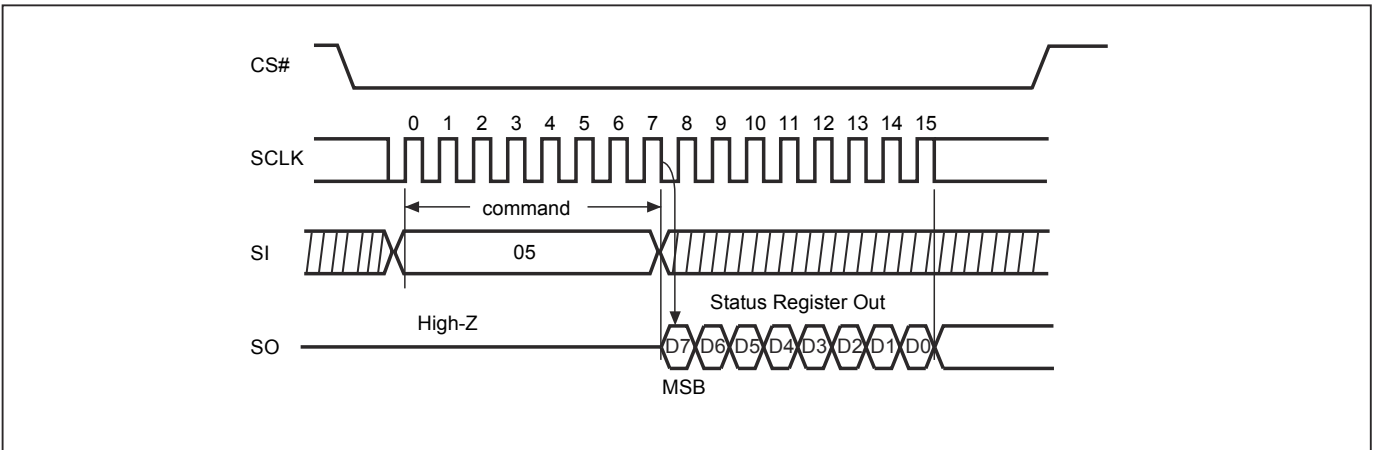 CS#
0 1 2 3 4 5 6 7 8 9 10 11 12 13 14 15
SCLK
command
SI
05
Status Register Out
High-Z
SO
D7 D6 D5 D4 D3 D2 D1 D0
MSB